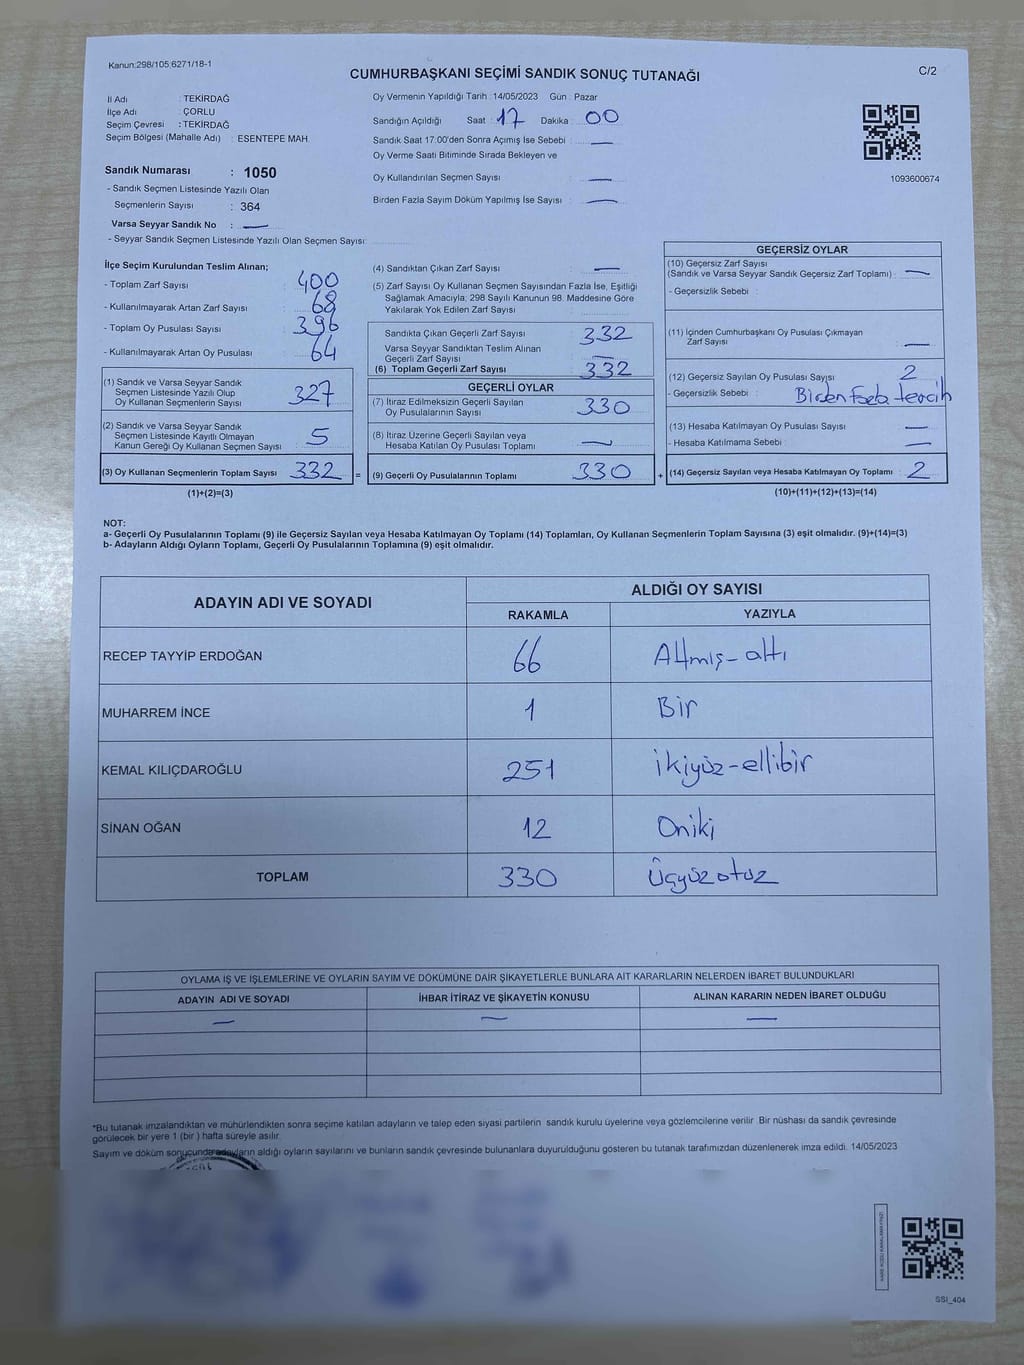 Kanun:298/105;6271/18-1
C/2
CUMHURBAŞKANI SEÇİMİ SANDIK SONUÇ TUTANAĞI
İl Adı : TEKİRDAĞ
İlçe Adı : ÇORLU
Seçim Çevresi : TEKİRDAĞ
Seçim Bölgesi (Mahalle Adı) : ESENTEPE MAH.
Sandık Numarası : 1050
- Sandık Seçmen Listesinde Yazılı Olan
Seçmenlerin Sayısı : 364
Varsa Seyyar Sandık No : —
- Seyyar Sandık Seçmen Listesinde Yazılı Olan Seçmen Sayısı:
Oy Vermenin Yapıldığı Tarih : 14/05/2023 Gün : Pazar
Sandığın Açıldığı Saat : 17 Dakika : 00
Sandık Saat 17:00'den Sonra Açımış İse Sebebi : —
Oy Verme Saati Bitiminde Sırada Bekleyen ve
Oy Kullandırılan Seçmen Sayısı : —
Birden Fazla Sayım Döküm Yapılmış İse Sayısı : —
1093600674
İlçe Seçim Kurulundan Teslim Alınan;
- Toplam Zarf Sayısı : 400
- Kullanılmayarak Artan Zarf Sayısı : 68
- Toplam Oy Pusulası Sayısı : 396
- Kullanılmayarak Artan Oy Pusulası : 64
(1) Sandık ve Varsa Seyyar Sandık
Seçmen Listesinde Yazılı Olup
Oy Kullanan Seçmenlerin Sayısı : 327
(2) Sandık ve Varsa Seyyar Sandık
Seçmen Listesinde Kayıtlı Olmayan
Kanun Gereği Oy Kullanan Seçmen Sayısı : 5
(3) Oy Kullanan Seçmenlerin Toplam Sayısı : 332 =
(1)+(2)=(3)
(4) Sandıktan Çıkan Zarf Sayısı : —
(5) Zarf Sayısı Oy Kullanan Seçmen Sayısından Fazla İse, Eşitliği
Sağlamak Amacıyla, 298 Sayılı Kanunun 98. Maddesine Göre
Yakılarak Yok Edilen Zarf Sayısı :
Sandıkta Çıkan Geçerli Zarf Sayısı : 332
Varsa Seyyar Sandıktan Teslim Alınan
Geçerli Zarf Sayısı : —
(6) Toplam Geçerli Zarf Sayısı : 332
GEÇERLİ OYLAR
(7) İtiraz Edilmeksizin Geçerli Sayılan
Oy Pusulalarının Sayısı : 330
(8) İtiraz Üzerine Geçerli Sayılan veya
Hesaba Katılan Oy Pusulası Toplamı : —
(9) Geçerli Oy Pusulalarının Toplamı : 330 +
GEÇERSİZ OYLAR
(10) Geçersiz Zarf Sayısı
(Sandık ve Varsa Seyyar Sandık Geçersiz Zarf Toplamı) : —
- Geçersizlik Sebebi :
(11) İçinden Cumhurbaşkanı Oy Pusulası Çıkmayan
Zarf Sayısı : —
(12) Geçersiz Sayılan Oy Pusulası Sayısı : 2
- Geçersizlik Sebebi : Birden fazla tercih
(13) Hesaba Katılmayan Oy Pusulası Sayısı : —
- Hesaba Katılmama Sebebi : —
(14) Geçersiz Sayılan veya Hesaba Katılmayan Oy Toplamı : 2
(10)+(11)+(12)+(13)=(14)
NOT:
a- Geçerli Oy Pusulalarının Toplamı (9) ile Geçersiz Sayılan veya Hesaba Katılmayan Oy Toplamı (14) Toplamları, Oy Kullanan Seçmenlerin Toplam Sayısına (3) eşit olmalıdır. (9)+(14)=(3)
b- Adayların Aldığı Oyların Toplamı, Geçerli Oy Pusulalarının Toplamına (9) eşit olmalıdır.
ADAYIN ADI VE SOYADI ALDIĞI OY SAYISI
RAKAMLA YAZIYLA
RECEP TAYYİP ERDOĞAN 66 Altmış-altı
MUHARREM İNCE 1 Bir
KEMAL KILIÇDAROĞLU 251 İkiyüz-ellibir
SİNAN OĞAN 12 Oniki
TOPLAM 330 Üçyüzotuz
OYLAMA İŞ VE İŞLEMLERİNE VE OYLARIN SAYIM VE DÖKÜMÜNE DAİR ŞİKAYETLERLE BUNLARA AİT KARARLARIN NELERDEN İBARET BULUNDUKLARI
ADAYIN ADI VE SOYADI İHBAR İTİRAZ VE ŞİKAYETİN KONUSU ALINAN KARARIN NEDEN İBARET OLDUĞU
— — —
*Bu tutanak imzalandıktan ve mühürlendikten sonra seçime katılan adayların ve talep eden siyasi partilerin sandık kurulu üyelerine veya gözlemcilerine verilir. Bir nüshası da sandık çevresinde
görülecek bir yere 1 (bir ) hafta süreyle asılır.
Sayım ve döküm sonucunda adayların aldığı oyların sayılarını ve bunların sandık çevresinde bulunanlara duyurulduğunu gösteren bu tutanak tarafımızdan düzenlenerek imza edildi. 14/05/2023
SSI_404